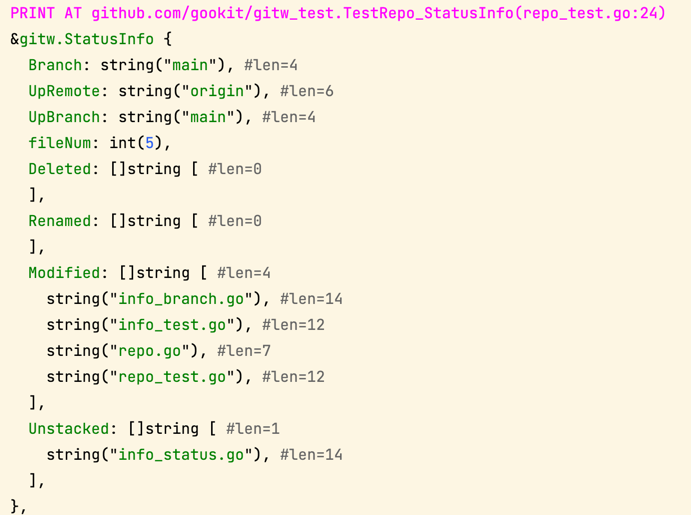 PRINT AT github.com/gookit/gitw_test.TestRepo_StatusInfo(repo_test.go:24)
&gitw.StatusInfo {
  Branch: string("main"), #len=4
  UpRemote: string("origin"), #len=6
  UpBranch: string("main"), #len=4
  fileNum: int(5),
  Deleted: []string [ #len=0
  ],
  Renamed: []string [ #len=0
  ],
  Modified: []string [ #len=4
    string("info_branch.go"), #len=14
    string("info_test.go"), #len=12
    string("repo.go"), #len=7
    string("repo_test.go"), #len=12
  ],
  Unstacked: []string [ #len=1
    string("info_status.go"), #len=14
  ],
},